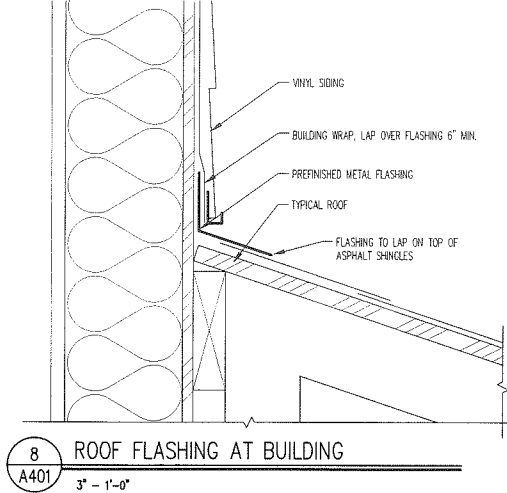 VINYL SIDING
BUILDING WRAP, LAP OVER FLASHING 6" MIN.
PREFINISHED METAL FLASHING
TYPICAL ROOF
FLASHING TO LAP ON TOP OF
ASPHALT SHINGLES
8
A401
ROOF FLASHING AT BUILDING
3" - 1'-0"